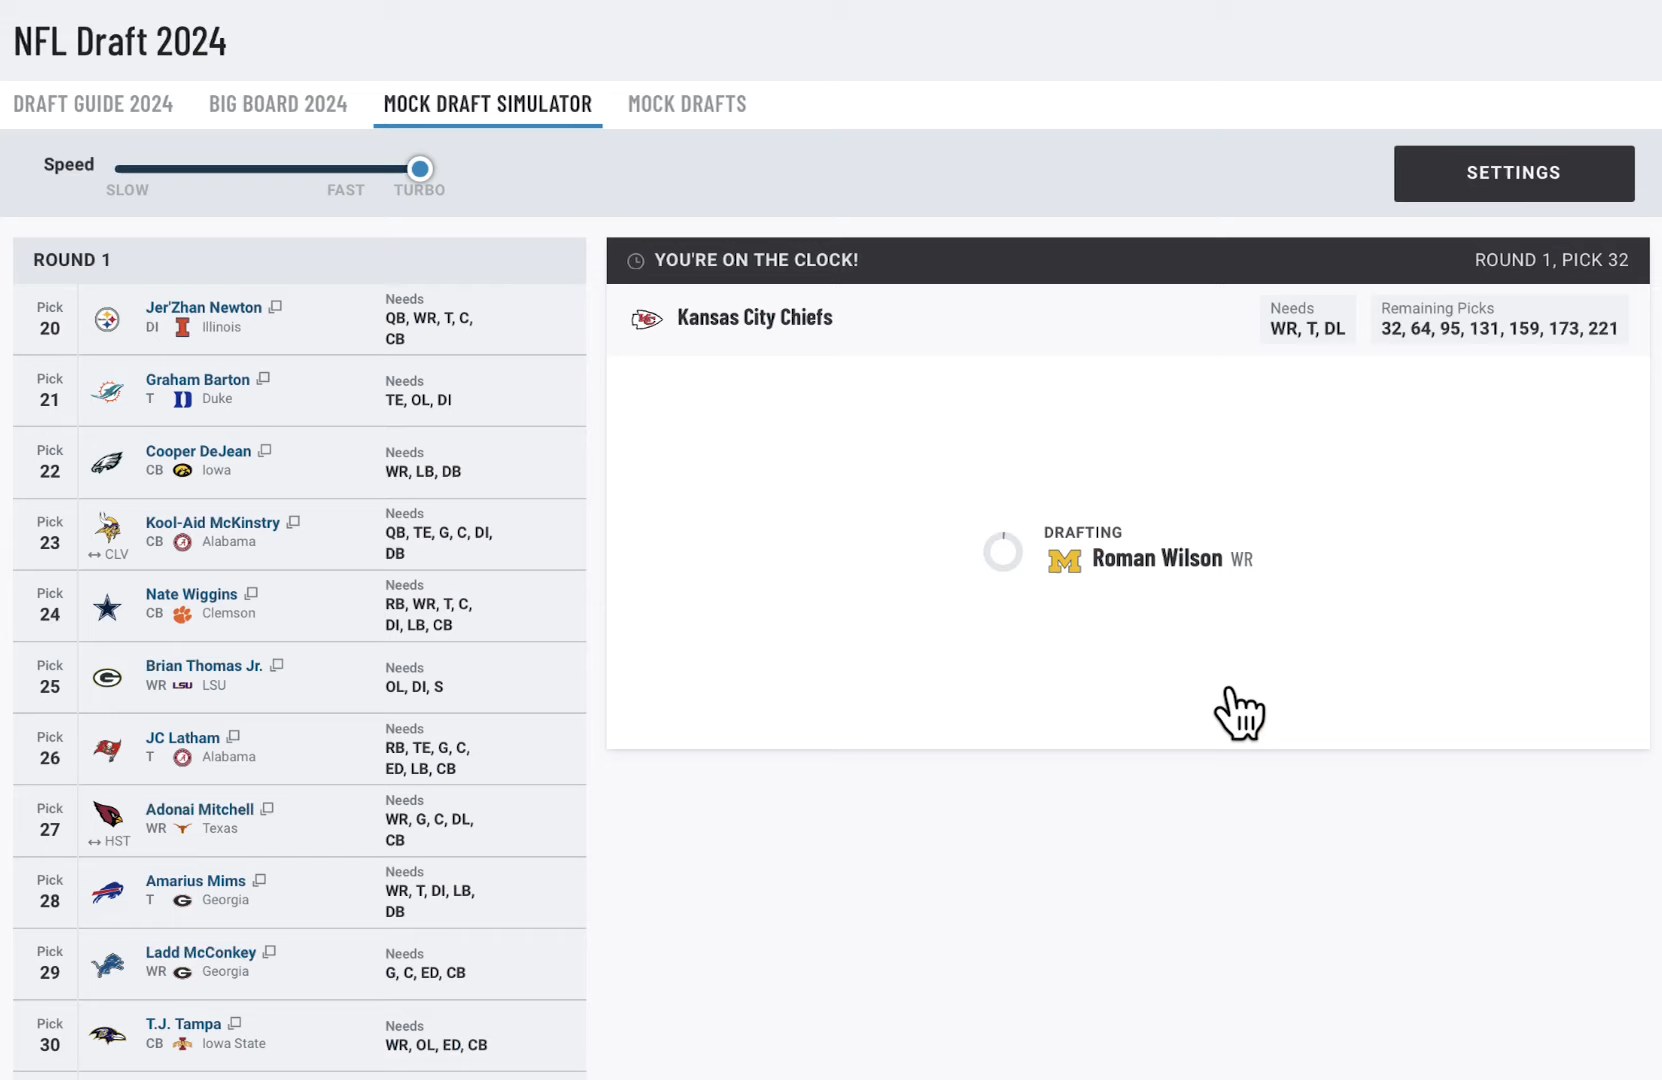 NFL Draft 2024
DRAFT GUIDE 2024 BIG BOARD 2024 MOCK DRAFT SIMULATOR MOCK DRAFTS
Speed
SLOW FAST TURBO
SETTINGS
ROUND 1
Pick 20
Jer'Zhan Newton
DI Illinois
Needs
QB, WR, T, C,
CB
Pick 21
Graham Barton
T Duke
Needs
TE, OL, DI
Pick 22
Cooper DeJean
CB Iowa
Needs
WR, LB, DB
Pick 23
↔ CLV
Kool-Aid McKinstry
CB Alabama
Needs
QB, TE, G, C, DI,
DB
Pick 24
Nate Wiggins
CB Clemson
Needs
RB, WR, T, C,
DI, LB, CB
Pick 25
Brian Thomas Jr.
WR LSU LSU
Needs
OL, DI, S
Pick 26
JC Latham
T Alabama
Needs
RB, TE, G, C,
ED, LB, CB
Pick 27
↔ HST
Adonai Mitchell
WR Texas
Needs
WR, G, C, DL,
CB
Pick 28
Amarius Mims
T Georgia
Needs
WR, T, DI, LB,
DB
Pick 29
Ladd McConkey
WR Georgia
Needs
G, C, ED, CB
Pick 30
T.J. Tampa
CB Iowa State
Needs
WR, OL, ED, CB
YOU'RE ON THE CLOCK! ROUND 1, PICK 32
Kansas City Chiefs
Needs
WR, T, DL
Remaining Picks
32, 64, 95, 131, 159, 173, 221
DRAFTING
Roman Wilson WR